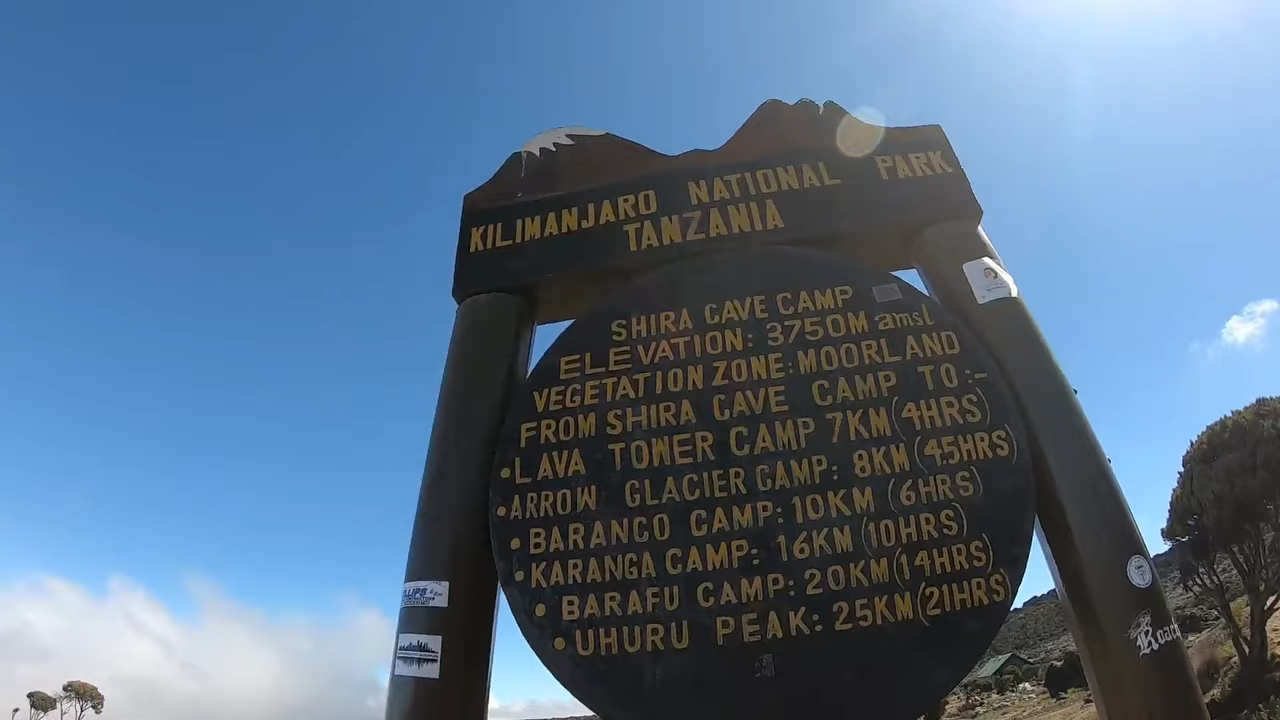 KILIMANJARO NATIONAL PARK
TANZANIA
SHIRA CAVE CAMP
ELEVATION: 3750M amsl
VEGETATION ZONE: MOORLAND
FROM SHIRA CAVE CAMP TO:-
•LAVA TOWER CAMP 7KM(4HRS)
•ARROW GLACIER CAMP: 8KM(4.5HRS)
•BARANCO CAMP: 10KM (6HRS)
•KARANGA CAMP: 16KM(10HRS)
•BARAFU CAMP: 20KM(14HRS)
•UHURU PEAK: 25KM(21HRS)